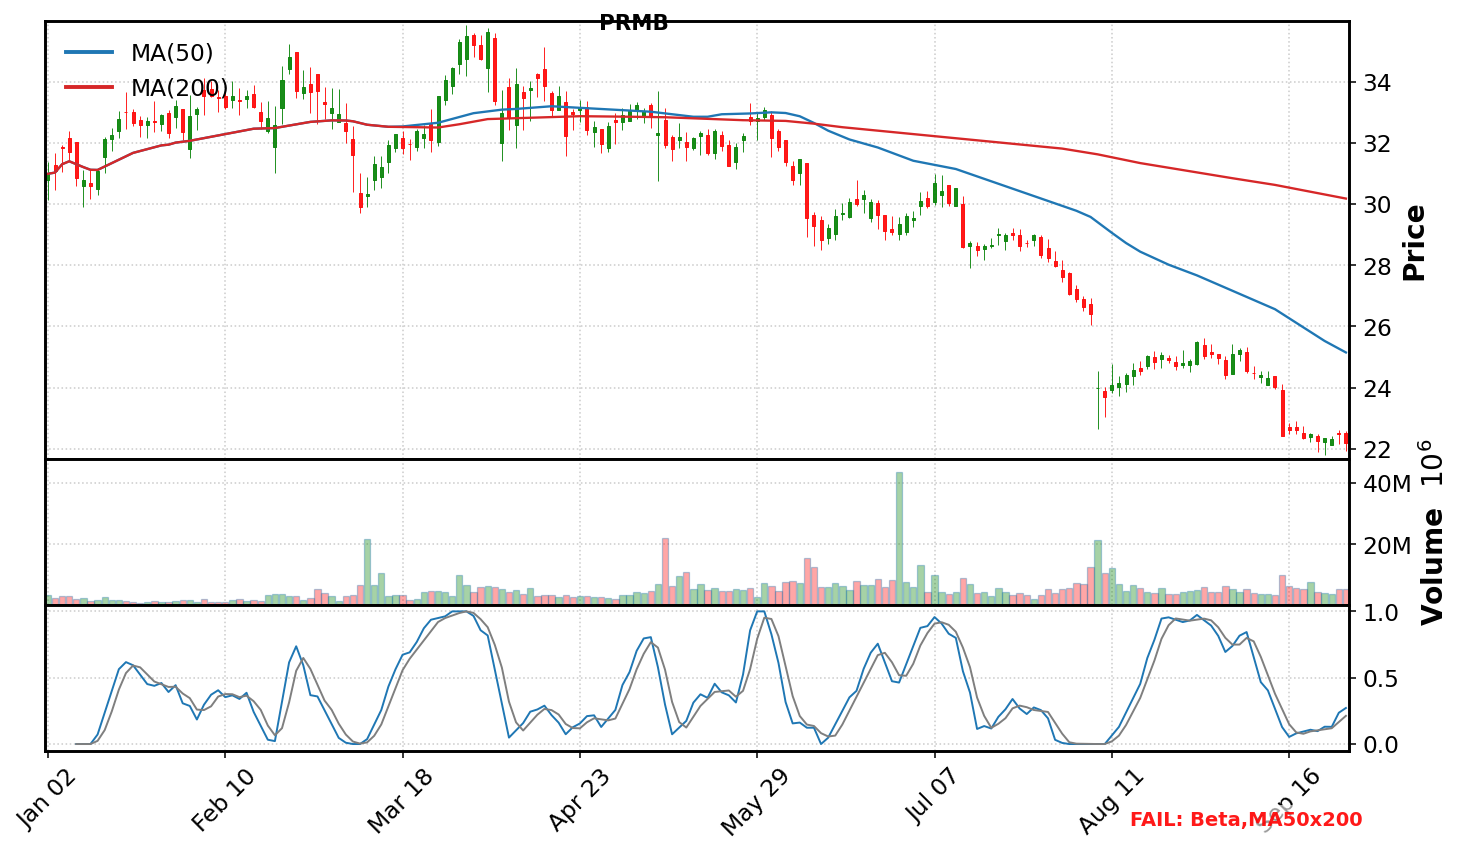 PRMB
MA(50)
MA(200)
34
32
30
28
26
24
22
Price
40M
20M
Volume 10^6
1.0
0.5
0.0
Jan 02
Feb 10
Mar 18
Apr 23
May 29
Jul 07
Aug 11
Sep 16
FAIL: Beta,MA50x200